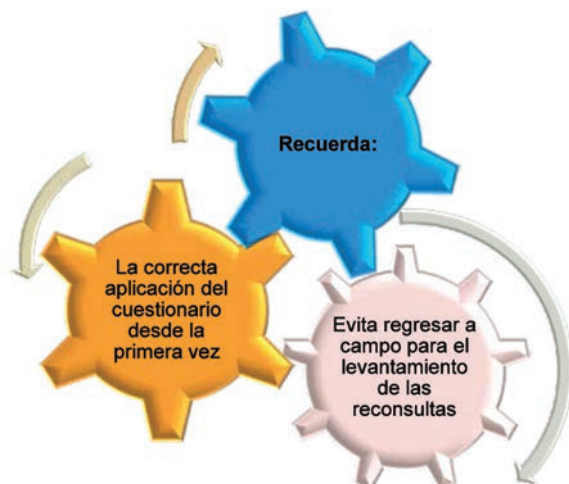 Recuerda:
La correcta
aplicación del
cuestionario
desde la
primera vez
Evita regresar a
campo para el
levantamiento
de las
reconsultas